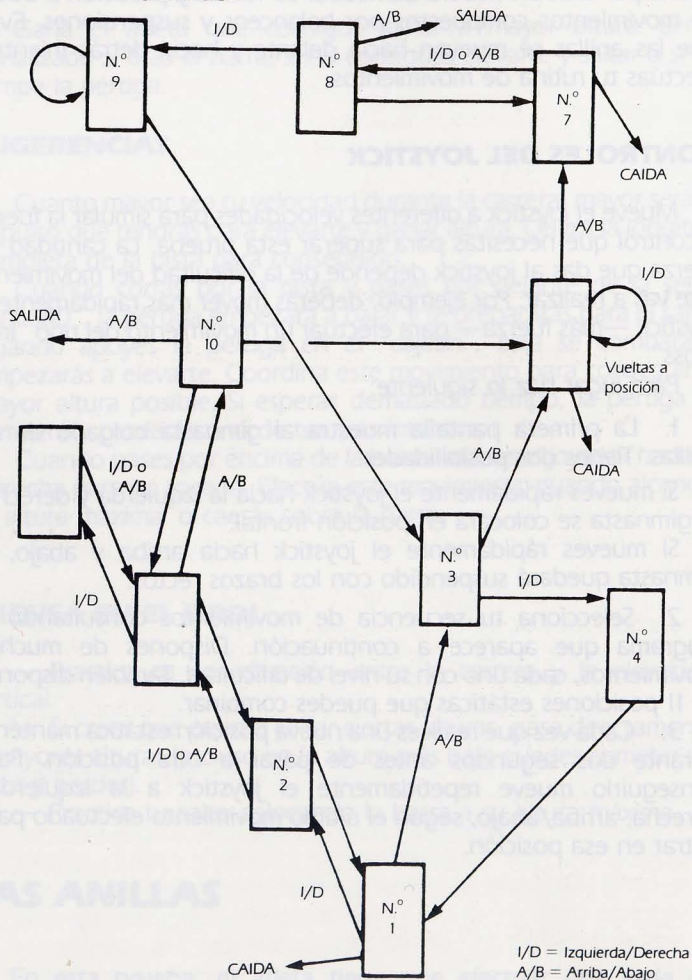 A/B
SALIDA
I/D
N.º
9
N.º
8
I/D o A/B
N.º
7
CAIDA
A/B
I/D
SALIDA
A/B
N.º
10
Vueltas a
posición
I/D o
A/B
A/B
A/B
CAIDA
N.º
3
I/D
I/D
N.º
4
I/D o A/B
N.º
2
A/B
I/D
N.º
1
CAIDA
I/D = Izquierda/Derecha
A/B = Arriba/Abajo